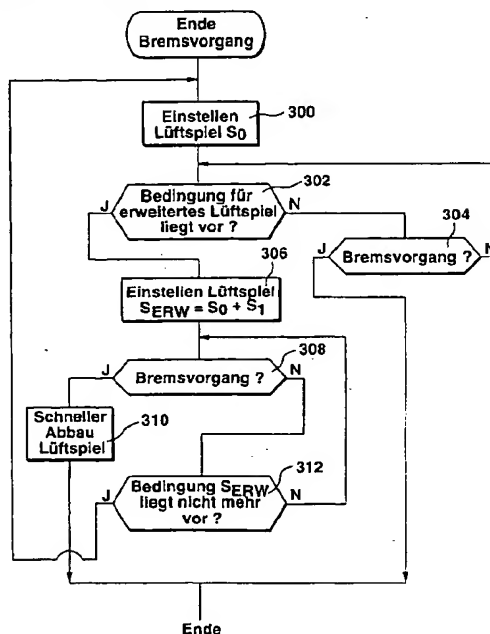 Ende
Bremsvorgang
300
Einstellen
Lüftspiel S0
302
Bedingung für
erweitertes Lüftspiel
liegt vor ?
J
N
304
Bremsvorgang ?
J
N
306
Einstellen Lüftspiel
SERW = S0 + S1
308
Bremsvorgang ?
J
N
310
Schneller
Abbau
Lüftspiel
312
Bedingung SERW
liegt nicht mehr
vor ?
J
N
Ende